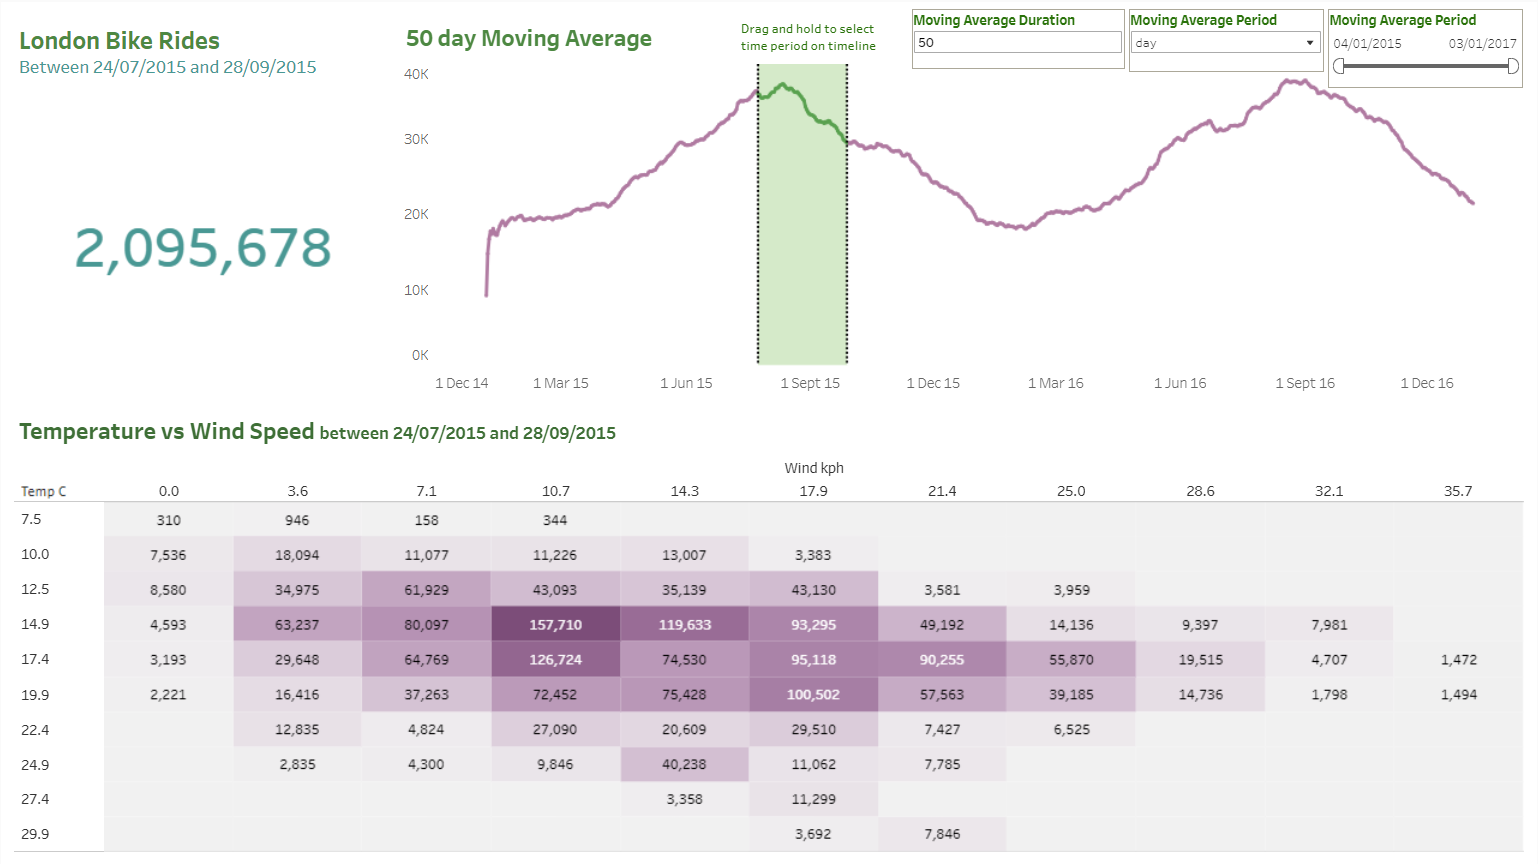 London Bike Rides
Between 24/07/2015 and 28/09/2015
2,095,678
50 day Moving Average
Drag and hold to select
time period on timeline
Moving Average Duration
50
Moving Average Period
day
Moving Average Period
04/01/2015 03/01/2017
40K
30K
20K
10K
0K
1 Dec 14 1 Mar 15 1 Jun 15 1 Sept 15 1 Dec 15 1 Mar 16 1 Jun 16 1 Sept 16 1 Dec 16
Temperature vs Wind Speed between 24/07/2015 and 28/09/2015
Wind kph
Temp C 0.0 3.6 7.1 10.7 14.3 17.9 21.4 25.0 28.6 32.1 35.7
7.5 310 946 158 344
10.0 7,536 18,094 11,077 11,226 13,007 3,383
12.5 8,580 34,975 61,929 43,093 35,139 43,130 3,581 3,959
14.9 4,593 63,237 80,097 157,710 119,633 93,295 49,192 14,136 9,397 7,981
17.4 3,193 29,648 64,769 126,724 74,530 95,118 90,255 55,870 19,515 4,707 1,472
19.9 2,221 16,416 37,263 72,452 75,428 100,502 57,563 39,185 14,736 1,798 1,494
22.4 12,835 4,824 27,090 20,609 29,510 7,427 6,525
24.9 2,835 4,300 9,846 40,238 11,062 7,785
27.4 3,358 11,299
29.9 3,692 7,846